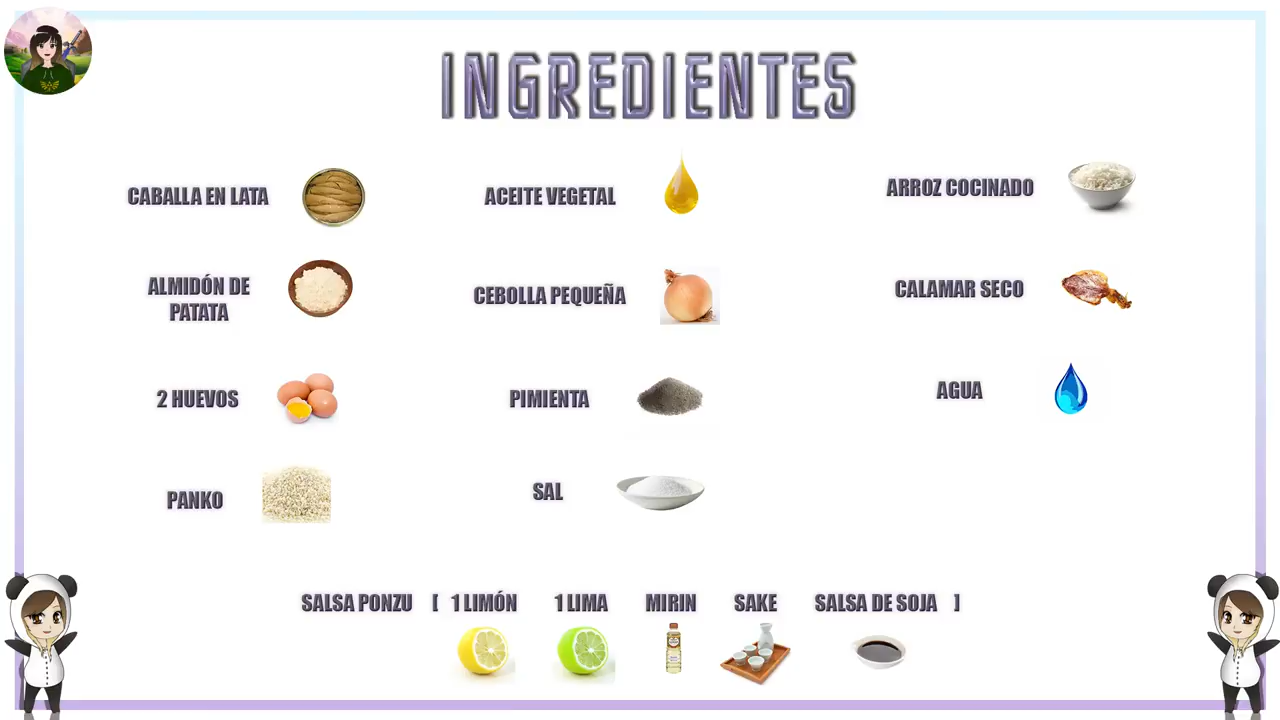 INGREDIENTES
CABALLA EN LATA
ACEITE VEGETAL
ARROZ COCINADO
ALMIDÓN DE
PATATA
CEBOLLA PEQUEÑA
CALAMAR SECO
2 HUEVOS
PIMIENTA
AGUA
PANKO
SAL
SALSA PONZU [ 1 LIMÓN 1 LIMA MIRIN SAKE SALSA DE SOJA ]